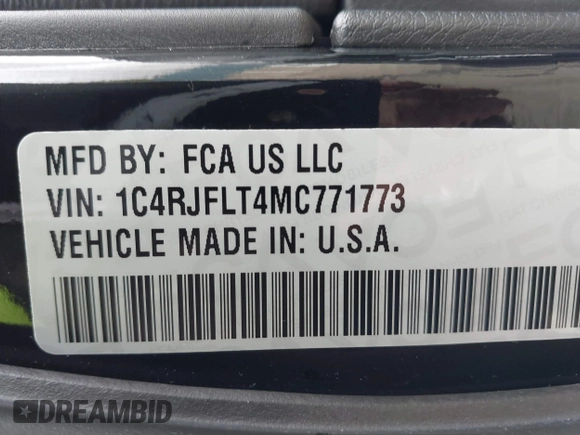 MFD BY: FCA US LLC
VIN: 1C4RJFLT4MC771773
VEHICLE MADE IN: U.S.A.
DREAMBID